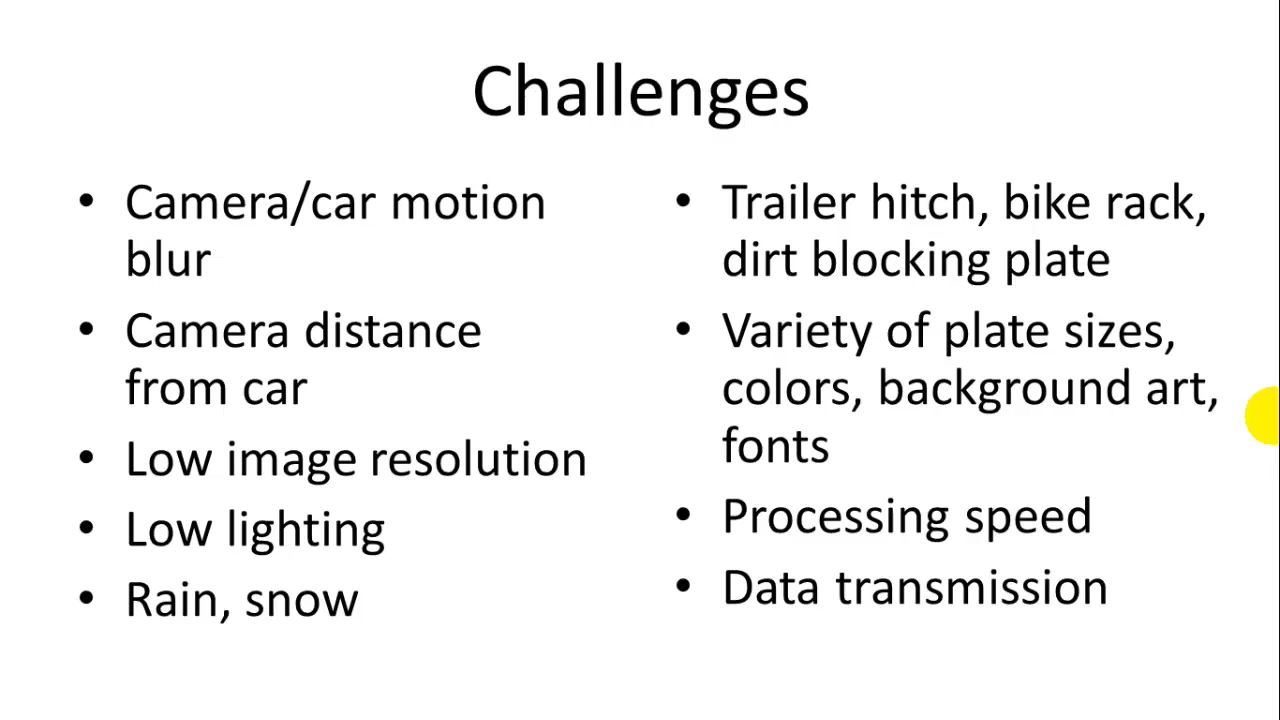 Challenges
• Camera/car motion
blur
• Camera distance
from car
• Low image resolution
• Low lighting
• Rain, snow
• Trailer hitch, bike rack,
dirt blocking plate
• Variety of plate sizes,
colors, background art,
fonts
• Processing speed
• Data transmission